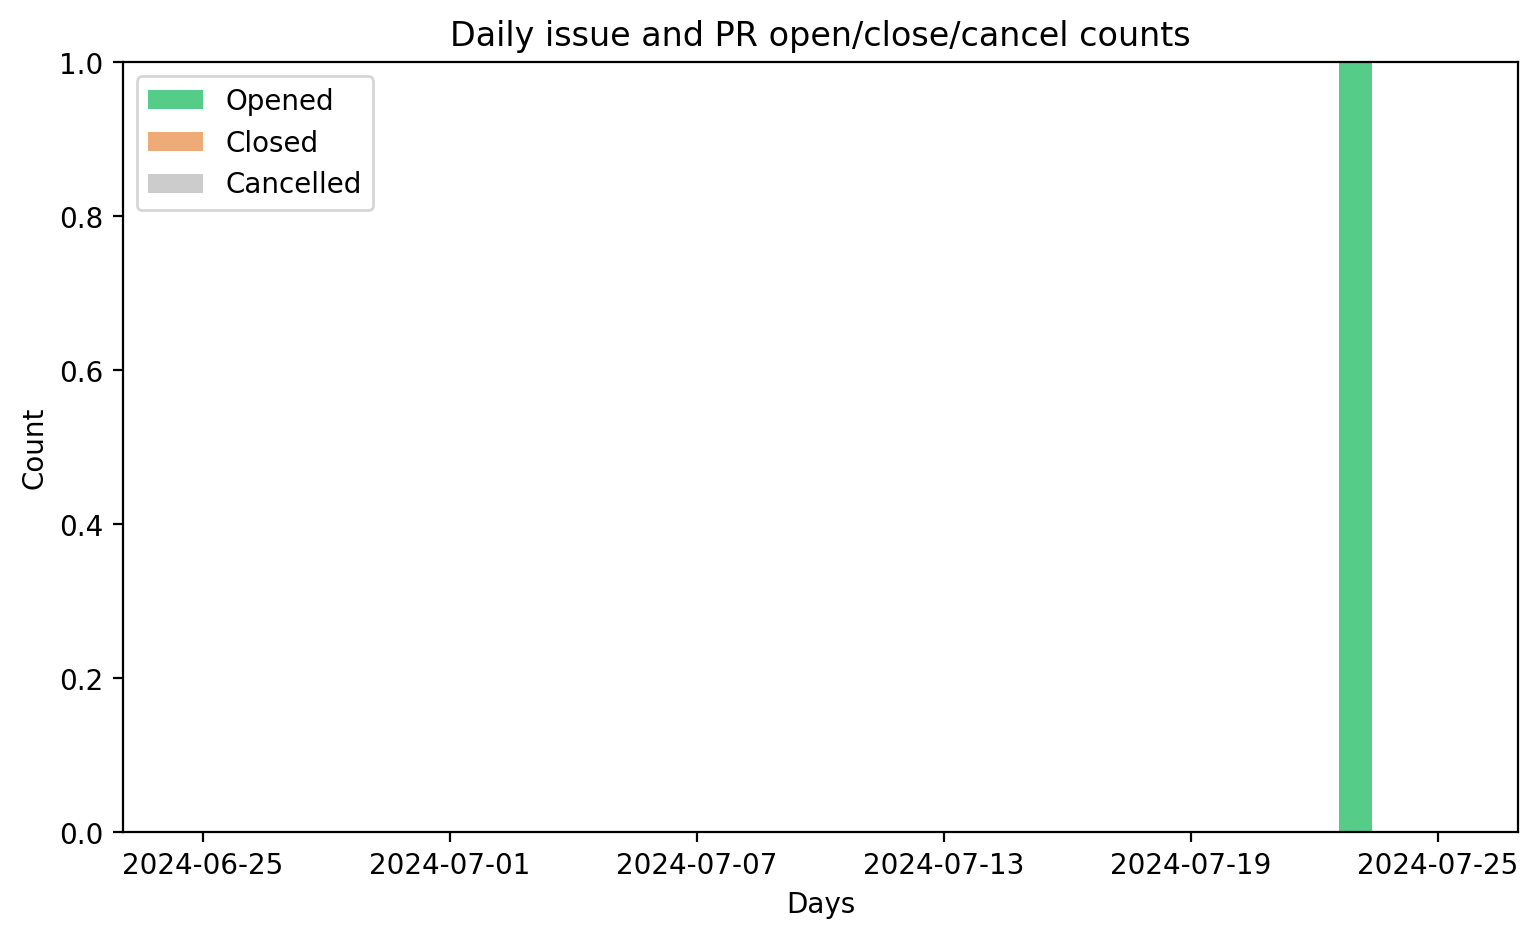 Daily issue and PR open/close/cancel counts
1.0
0.8
0.6
0.4
0.2
0.0
Count
Opened
Closed
Cancelled
2024-06-25
2024-07-01
2024-07-07
2024-07-13
2024-07-19
2024-07-25
Days